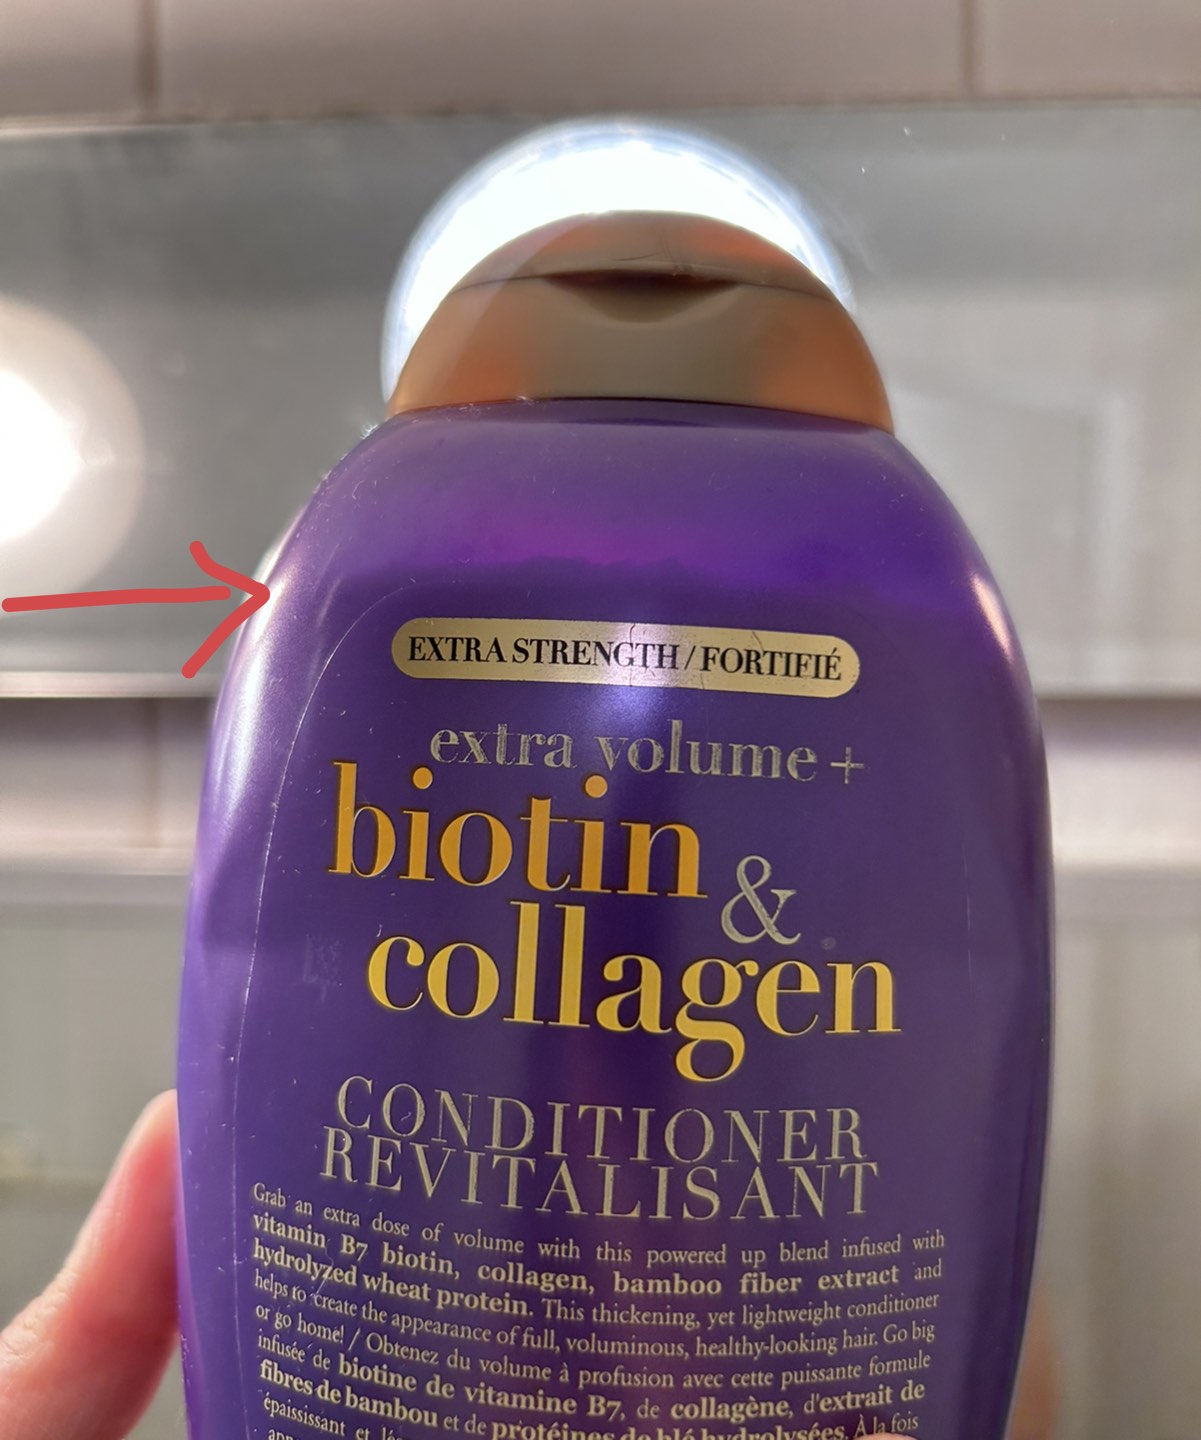 EXTRA STRENGTH / FORTIFIÉ
extra volume +
biotin &
collagen
CONDITIONER
REVITALISANT
Grab an extra dose of volume with this powered up blend infused with
vitamin B7 biotin, collagen, bamboo fiber extract and
hydrolyzed wheat protein. This thickening, yet lightweight conditioner
helps to create the appearance of full, voluminous, healthy-looking hair. Go big
or go home! / Obtenez du volume à profusion avec cette puissante formule
infusée de biotine de vitamine B7, de collagène, d'extrait de
fibres de bambou et de protéines de blé hydrolysées. À la fois
épaississant et